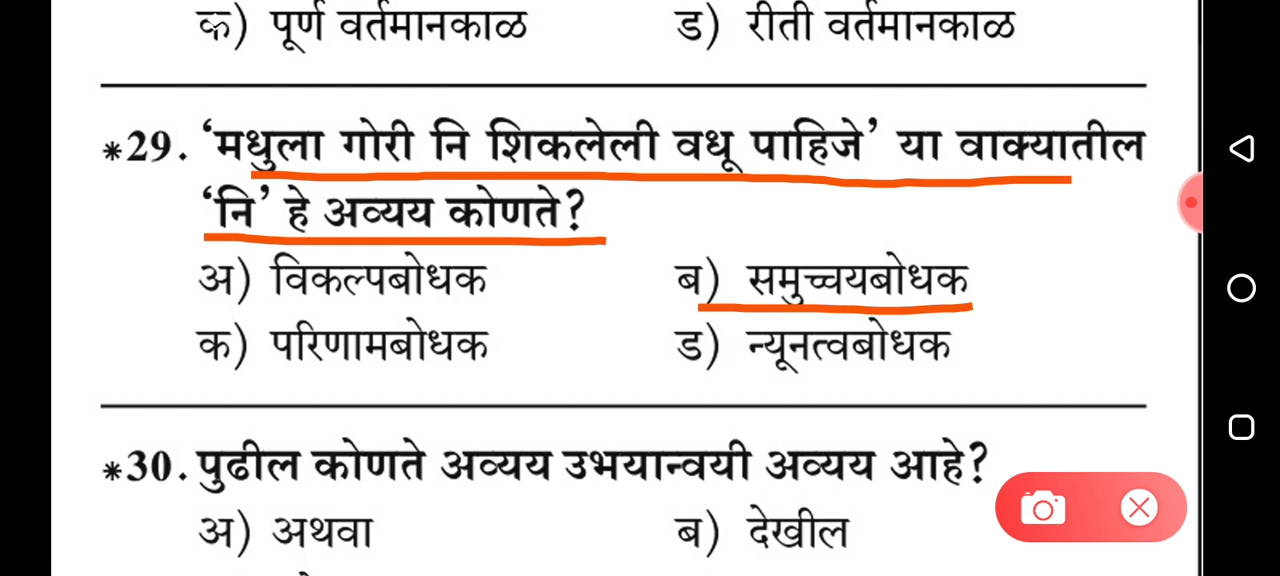 क) पूर्ण वर्तमानकाळ ड) रीती वर्तमानकाळ
*29. ‘मधुला गोरी नि शिकलेली वधू पाहिजे’ या वाक्यातील
‘नि’ हे अव्यय कोणते?
अ) विकल्पबोधक ब) समुच्चयबोधक
क) परिणामबोधक ड) न्यूनत्वबोधक
*30. पुढील कोणते अव्यय उभयान्वयी अव्यय आहे?
अ) अथवा ब) देखील